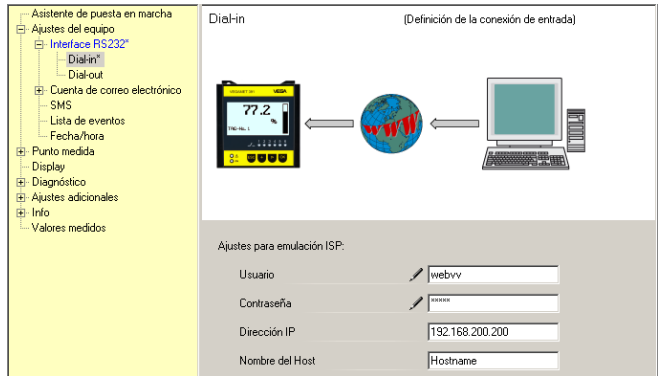 Asistente de puesta en marcha
Ajustes del equipo
Interface RS232"
Dial-in"
Dial-out
Cuenta de correo electrónico
SMS
Lista de eventos
Fecha/hora
Punto medida
Display
Diagnóstico
Ajustes adicionales
Info
Valores medidos
Dial-in (Definición de la conexión de entrada)
VEGA
77.2
%
www
Ajustes para emulación ISP:
Usuario webvv
Contraseña *****
Dirección IP 192.168.200.200
Nombre del Host Hostname